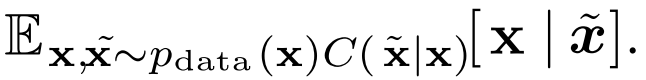 𝔼_{𝐱,𝐱̃∼p_data(𝐱)C(𝐱̃|𝐱)}[𝐱 | 𝒙̃].